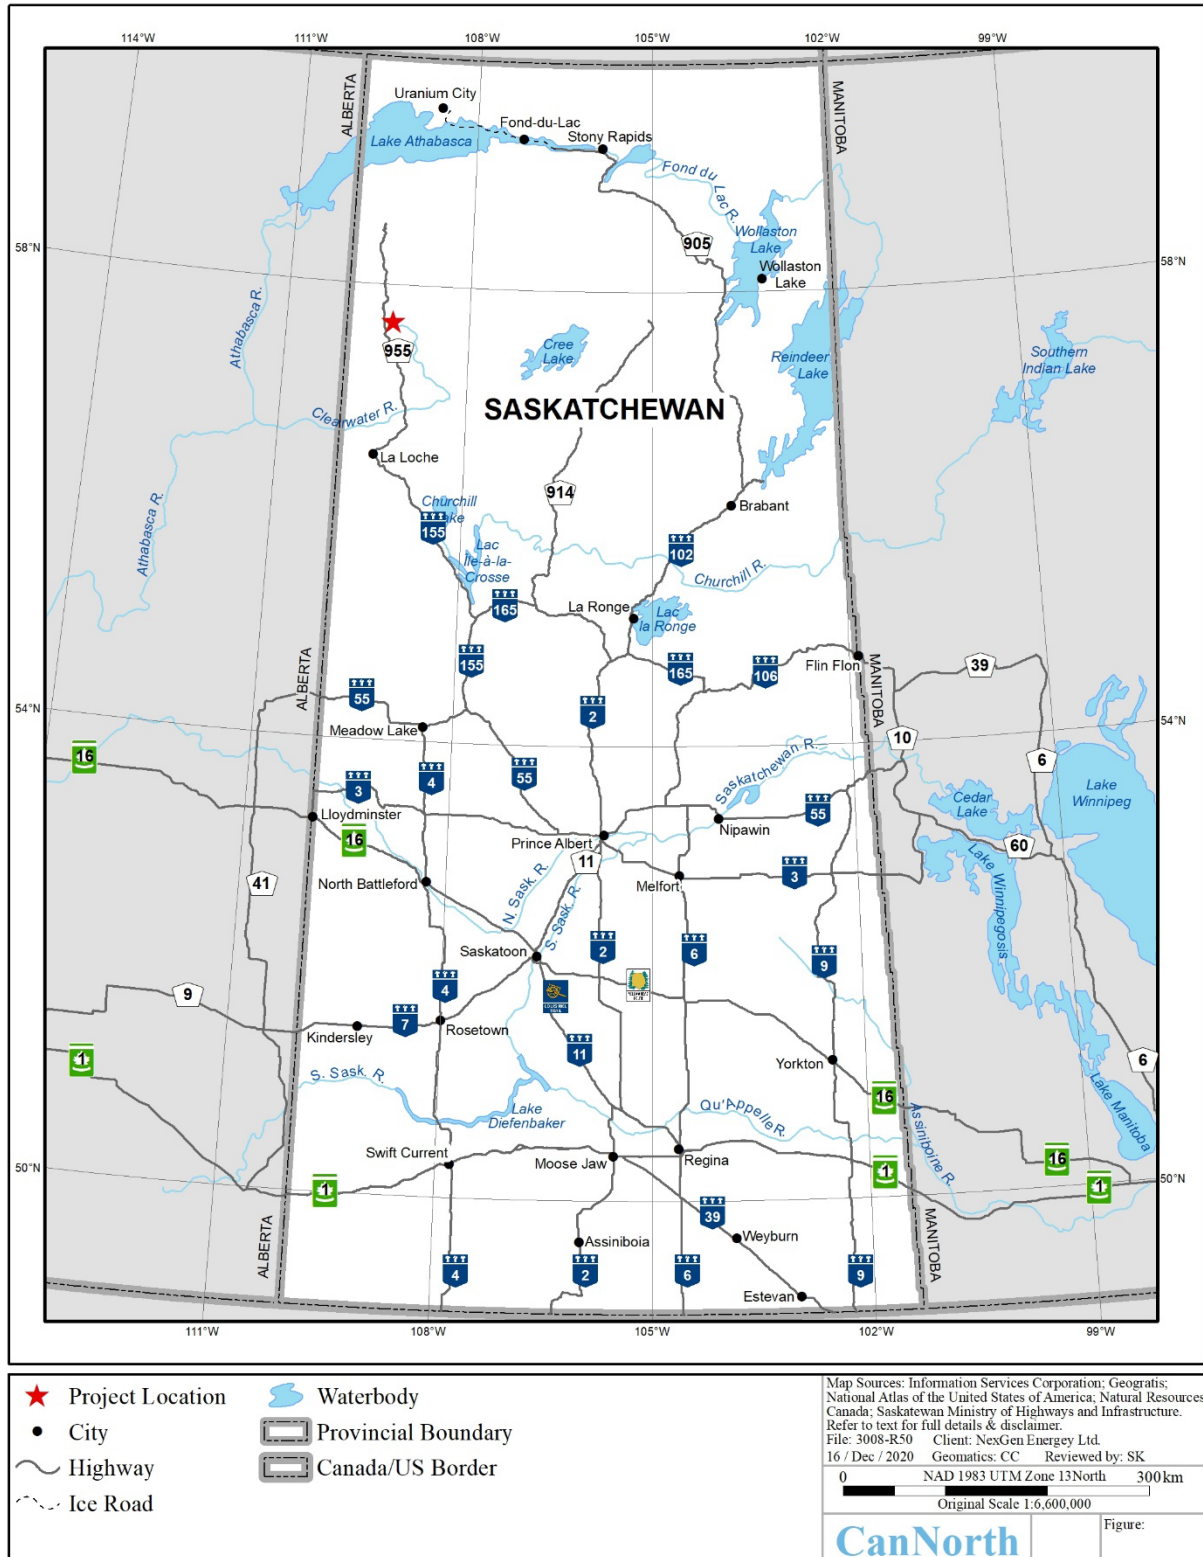 114°W
111°W
108°W
105°W
102°W
99°W
ALBERTA
MANITOBA
Uranium City
Fond-du-Lac
Stony Rapids
Lake Athabasca
Fond du
Lac R.
58°N
905
Wollaston
Lake
58°N
Wollaston
Lake
Athabasca R.
955
Cree
Lake
Reindeer
Lake
Southern
Indian Lake
SASKATCHEWAN
Clearwater R.
La Loche
Athabasca R.
914
Churchill
Lake
155
Brabant
Lac
Île-à-la-
Crosse
102
Churchill R.
165
La Ronge
Lac
la Ronge
ALBERTA
155
165
106
Flin Flon
MANITOBA
39
55
54°N
2
54°N
Meadow Lake
10
16
3
4
55
Saskatchewan R.
6
Lake
Winnipeg
Cedar
Lake
Lloydminster
16
Prince Albert
Nipawin
55
60
11
41
North Battleford
N. Sask. R.
S. Sask. R.
Melfort
3
Lake Winnipegosis
Saskatoon
2
6
9
9
4
LOUIS RIEL
TRAIL
YELLOWHEAD
ROUTE
7
Kindersley
Rosetown
11
1
Yorkton
6
S. Sask. R.
16
Lake
Diefenbaker
Qu'Appelle R.
Assiniboine R.
Lake Manitoba
50°N
Swift Current
Moose Jaw
Regina
1
16
50°N
1
1
39
ALBERTA
Assiniboia
Weyburn
MANITOBA
4
2
6
9
Estevan
111°W
108°W
105°W
102°W
99°W
Project Location
Waterbody
City
Provincial Boundary
Highway
Canada/US Border
Ice Road
Map Sources: Information Services Corporation; Geogratis;
National Atlas of the United States of America; Natural Resources
Canada; Saskatewan Ministry of Highways and Infrastructure.
Refer to text for full details & disclaimer.
File: 3008-R50 Client: NexGen Energey Ltd.
16 / Dec / 2020 Geomatics: CC Reviewed by: SK
0 NAD 1983 UTM Zone 13North 300 km
Original Scale 1:6,600,000
CanNorth
Figure: